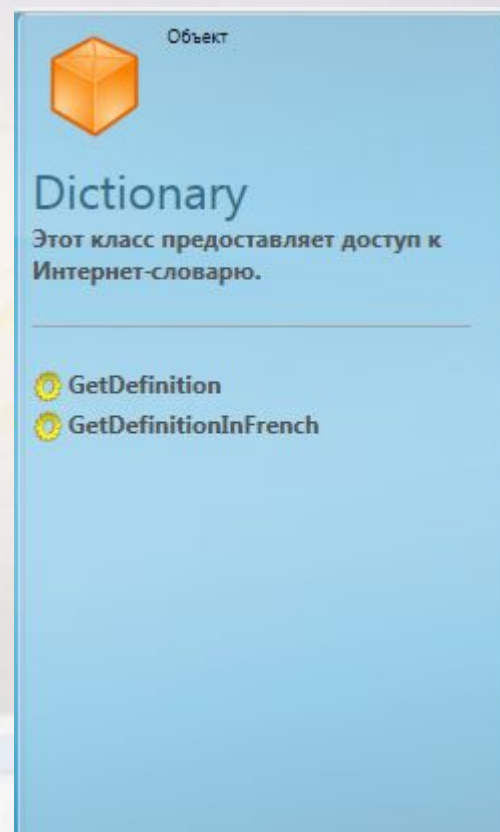 Объект
Dictionary
Этот класс предоставляет доступ к
Интернет-словарю.
GetDefinition
GetDefinitionInFrench